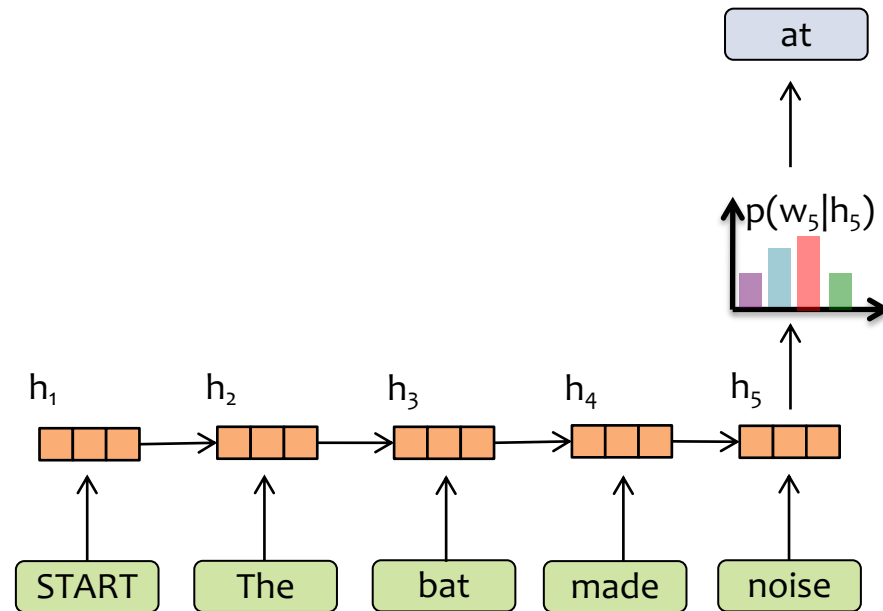 at
p(w₅|h₅)
h₁ h₂ h₃ h₄ h₅
START The bat made noise